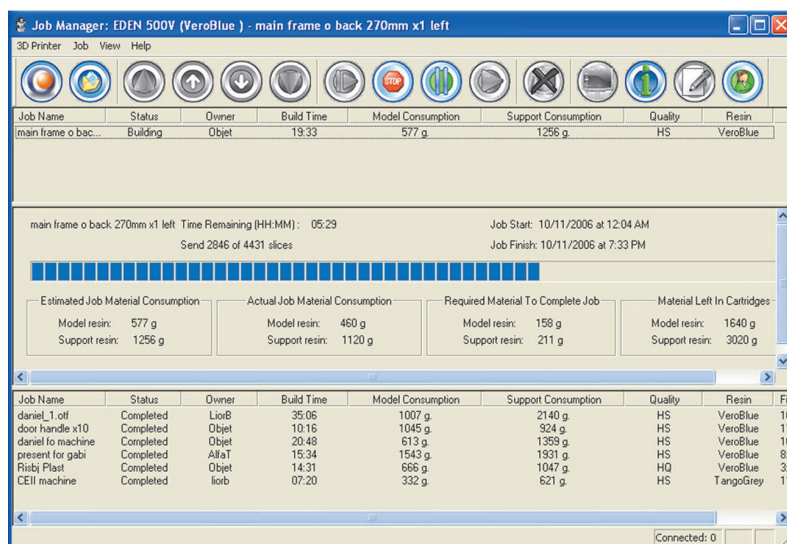 Job Manager: EDEN 500V (VeroBlue ) - main frame o back 270mm x1 left
3D Printer Job View Help
STOP
Job Name Status Owner Build Time Model Consumption Support Consumption Quality Resin
main frame o bac... Building Objet 19:33 577 g. 1256 g. HS VeroBlue
main frame o back 270mm x1 left Time Remaining (HH:MM) : 05:29 Job Start: 10/11/2006 at 12:04 AM
Send 2846 of 4431 slices Job Finish: 10/11/2006 at 7:33 PM
Estimated Job Material Consumption Actual Job Material Consumption Required Material To Complete Job Material Left In Cartridges
Model resin: 577 g Model resin: 460 g Model resin: 158 g Model resin: 1640 g
Support resin: 1256 g Support resin: 1120 g Support resin: 211 g Support resin: 3020 g
Job Name Status Owner Build Time Model Consumption Support Consumption Quality Resin
daniel_1.otf Completed LiorB 35:06 1007 g. 2140 g. HS VeroBlue
door handle x10 Completed Objet 10:16 1045 g. 924 g. HS VeroBlue
daniel fo machine Completed Objet 20:48 613 g. 1359 g. HS VeroBlue
present for gabi Completed AlfaT 15:34 1543 g. 1931 g. HS VeroBlue
Risbj Plast Completed Objet 14:31 666 g. 1047 g. HQ VeroBlue
CEII machine Completed liorb 07:20 332 g. 621 g. HS TangoGrey
Connected: 0